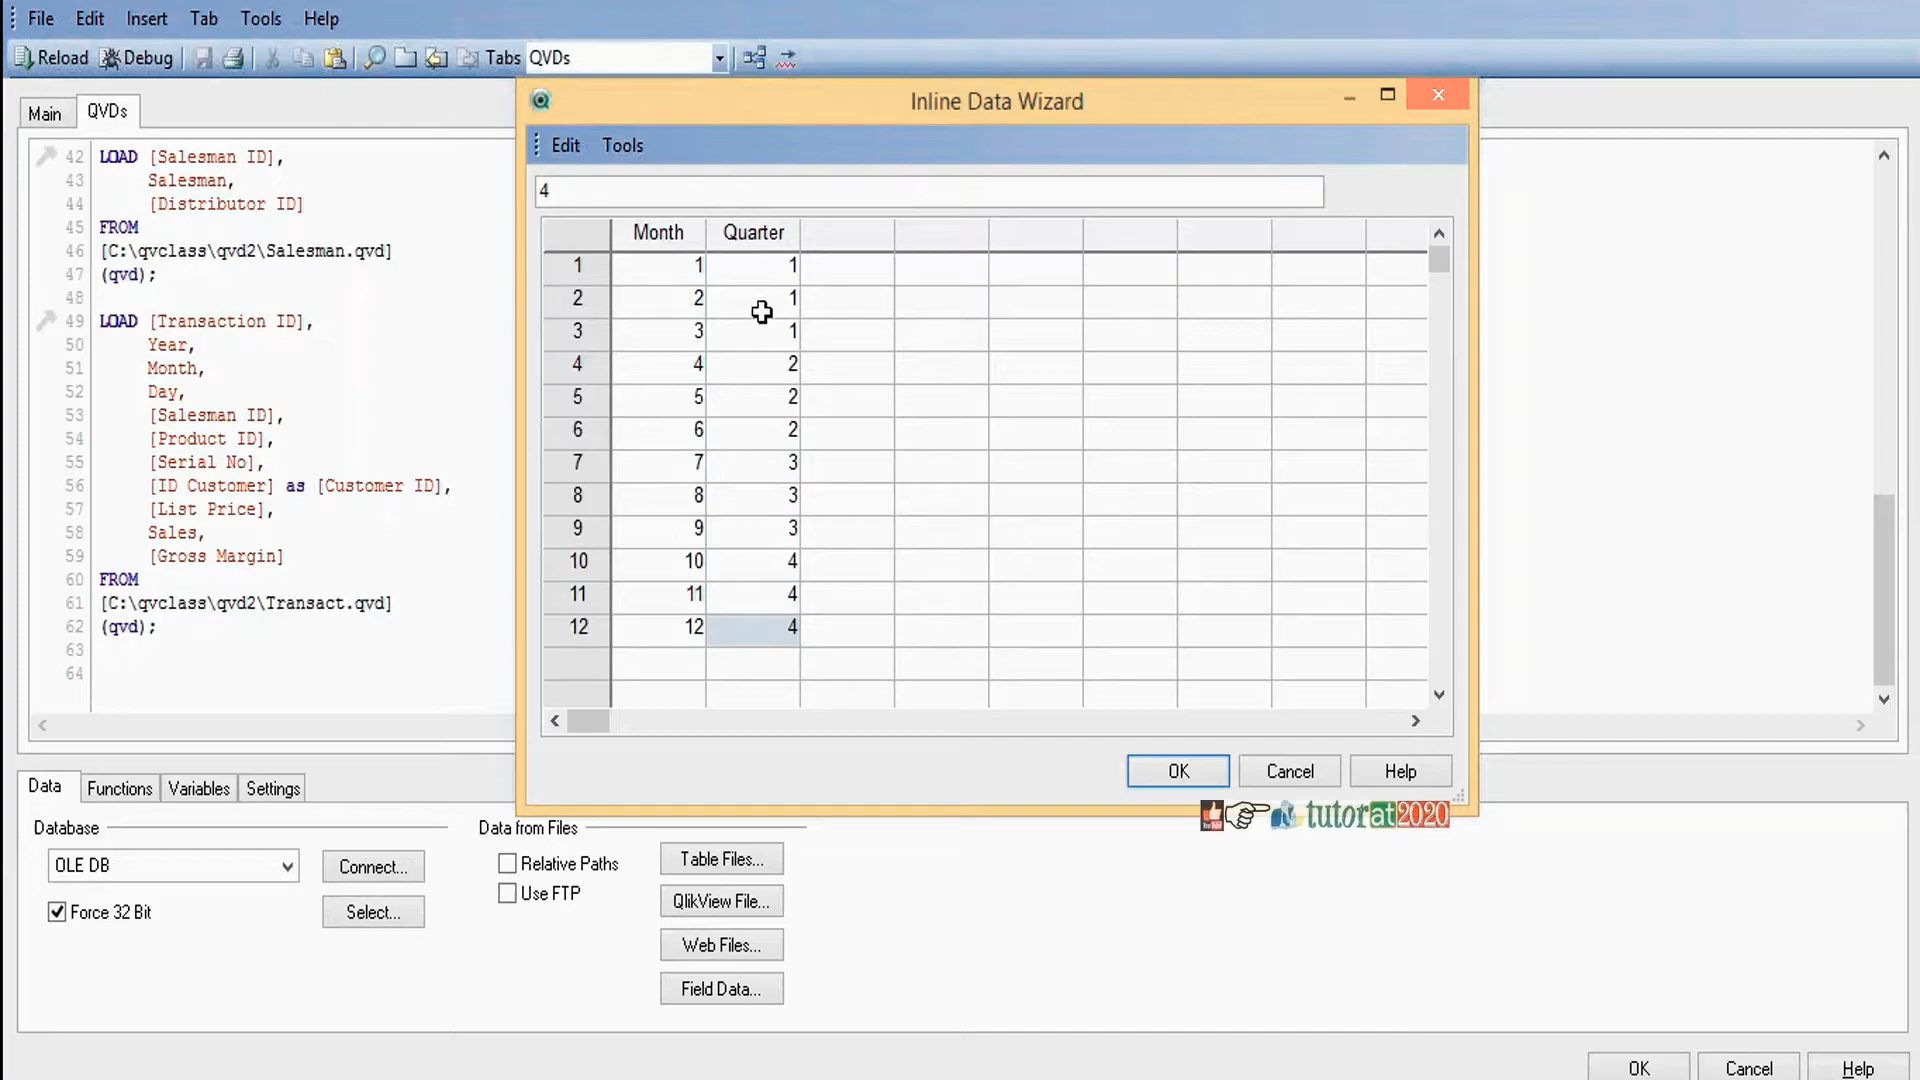 File Edit Insert Tab Tools Help
Reload Debug Tabs QVDs
Main QVDs
42 LOAD [Salesman ID],
43 Salesman,
44 [Distributor ID]
45 FROM
46 [C:\qvclass\qvd2\Salesman.qvd]
47 (qvd);
48
49 LOAD [Transaction ID],
50 Year,
51 Month,
52 Day,
53 [Salesman ID],
54 [Product ID],
55 [Serial No],
56 [ID Customer] as [Customer ID],
57 [List Price],
58 Sales,
59 [Gross Margin]
60 FROM
61 [C:\qvclass\qvd2\Transact.qvd]
62 (qvd);
63
64
Inline Data Wizard
Edit Tools
4
Month Quarter
1 1 1
2 2 1
3 3 1
4 4 2
5 5 2
6 6 2
7 7 3
8 8 3
9 9 3
10 10 4
11 11 4
12 12 4
OK Cancel Help
tutorat2020
Data Functions Variables Settings
Database
OLE DB
Connect...
Force 32 Bit
Select...
Data from Files
Relative Paths
Use FTP
Table Files...
QlikView File...
Web Files...
Field Data...
OK Cancel Help